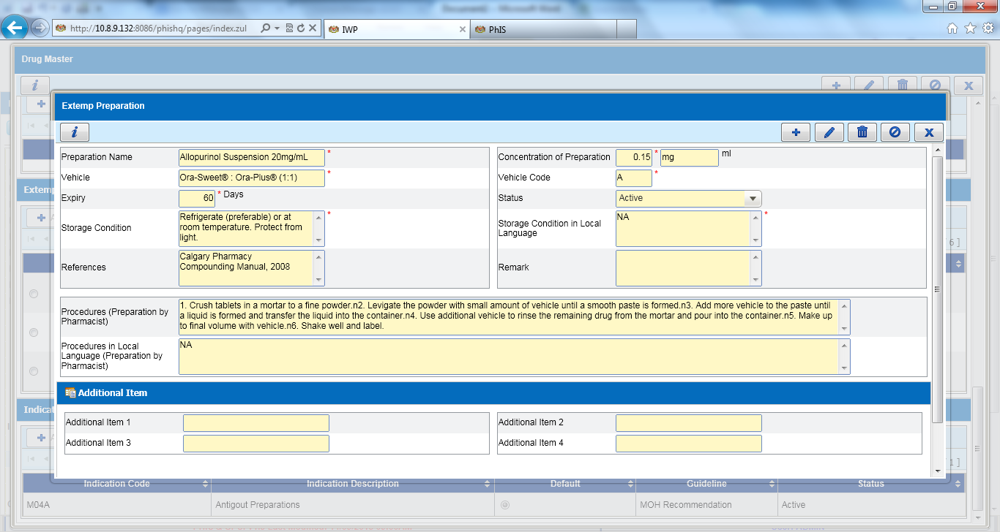 http://10.8.9.132:8086/phishq/pages/index.zul
IWP
PhIS
Drug Master
Extemp Preparation
Preparation Name
Allopurinol Suspension 20mg/mL
*
Concentration of Preparation
0.15
*
mg
ml
Vehicle
Ora-Sweet® : Ora-Plus® (1:1)
*
Vehicle Code
A
*
Expiry
60
* Days
Status
Active
Storage Condition
Refrigerate (preferable) or at
room temperature. Protect from
light.
*
Storage Condition in Local
Language
NA
*
References
Calgary Pharmacy
Compounding Manual, 2008
Remark
Procedures (Preparation by
Pharmacist)
1. Crush tablets in a mortar to a fine powder.n2. Levigate the powder with small amount of vehicle until a smooth paste is formed.n3. Add more vehicle to the paste until
a liquid is formed and transfer the liquid into the container.n4. Use additional vehicle to rinse the remaining drug from the mortar and pour into the container.n5. Make up
to final volume with vehicle.n6. Shake well and label.
Procedures in Local
Language (Preparation by
Pharmacist)
NA
Additional Item
Additional Item 1
Additional Item 2
Additional Item 3
Additional Item 4
Extemp
Indicat
6 ]
1 ]
Indication Code
Indication Description
Default
Guideline
Status
M04A
Antigout Preparations
MOH Recommendation
Active